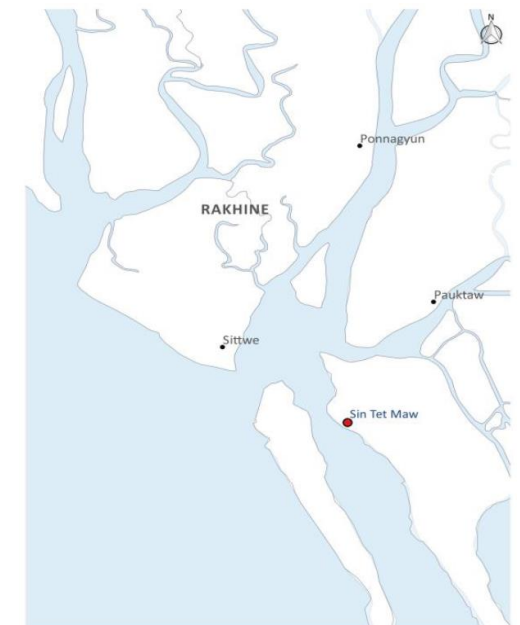 N
Ponnagyun
RAKHINE
Pauktaw
Sittwe
Sin Tet Maw